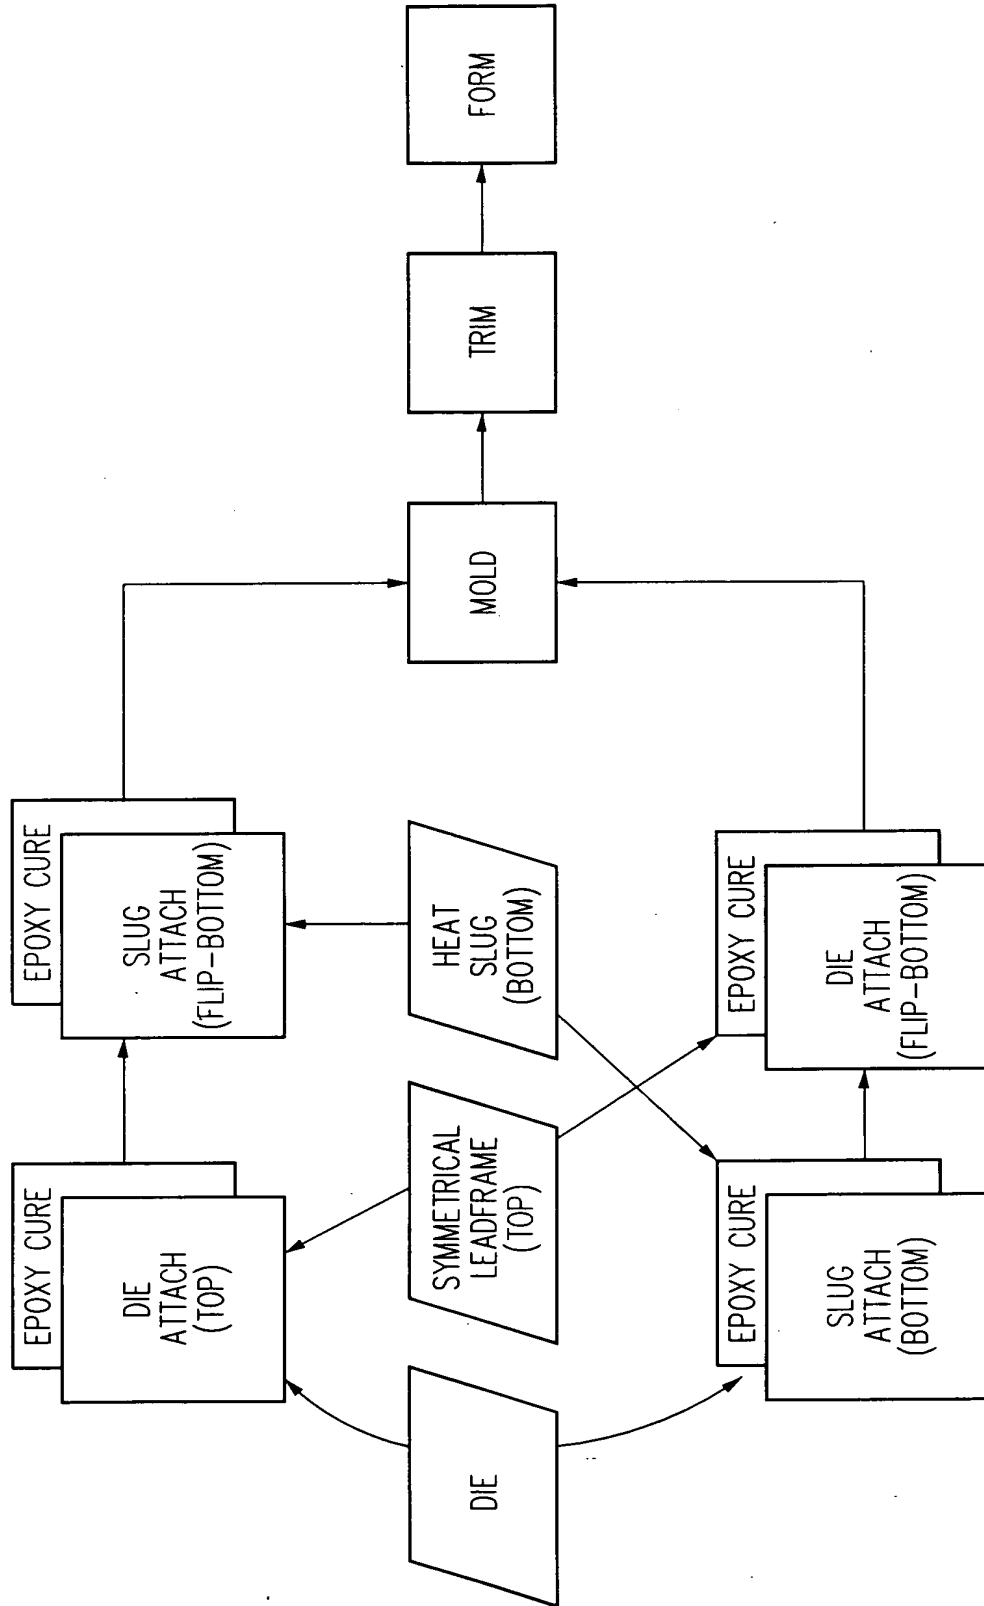 EPOXY CURE
DIE
ATTACH
(TOP)
EPOXY CURE
SLUG
ATTACH
(FLIP-BOTTOM)
DIE
SYMMETRICAL
LEADFRAME
(TOP)
HEAT
SLUG
(BOTTOM)
MOLD
TRIM
FORM
EPOXY CURE
SLUG
ATTACH
(BOTTOM)
EPOXY CURE
DIE
ATTACH
(FLIP-BOTTOM)